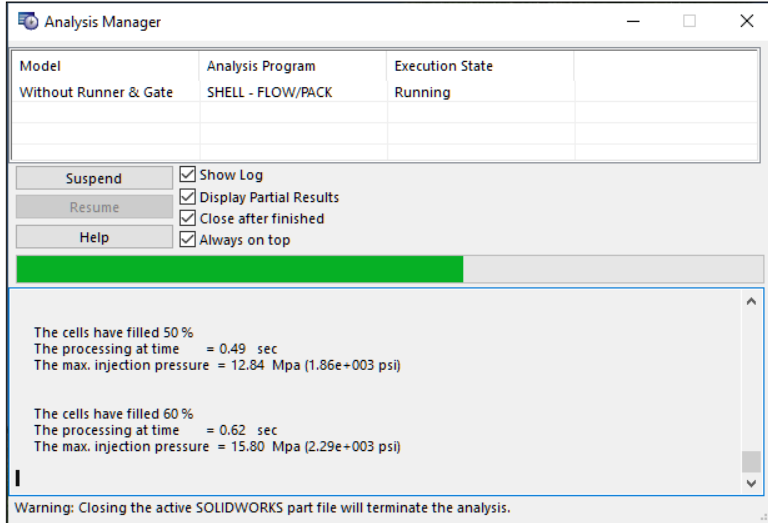 Analysis Manager
Model Analysis Program Execution State
Without Runner & Gate SHELL - FLOW/PACK Running
Suspend
Resume
Help
Show Log
Display Partial Results
Close after finished
Always on top
The cells have filled 50 %
The processing at time = 0.49 sec
The max. injection pressure = 12.84 Mpa (1.86e+003 psi)
The cells have filled 60 %
The processing at time = 0.62 sec
The max. injection pressure = 15.80 Mpa (2.29e+003 psi)
Warning: Closing the active SOLIDWORKS part file will terminate the analysis.